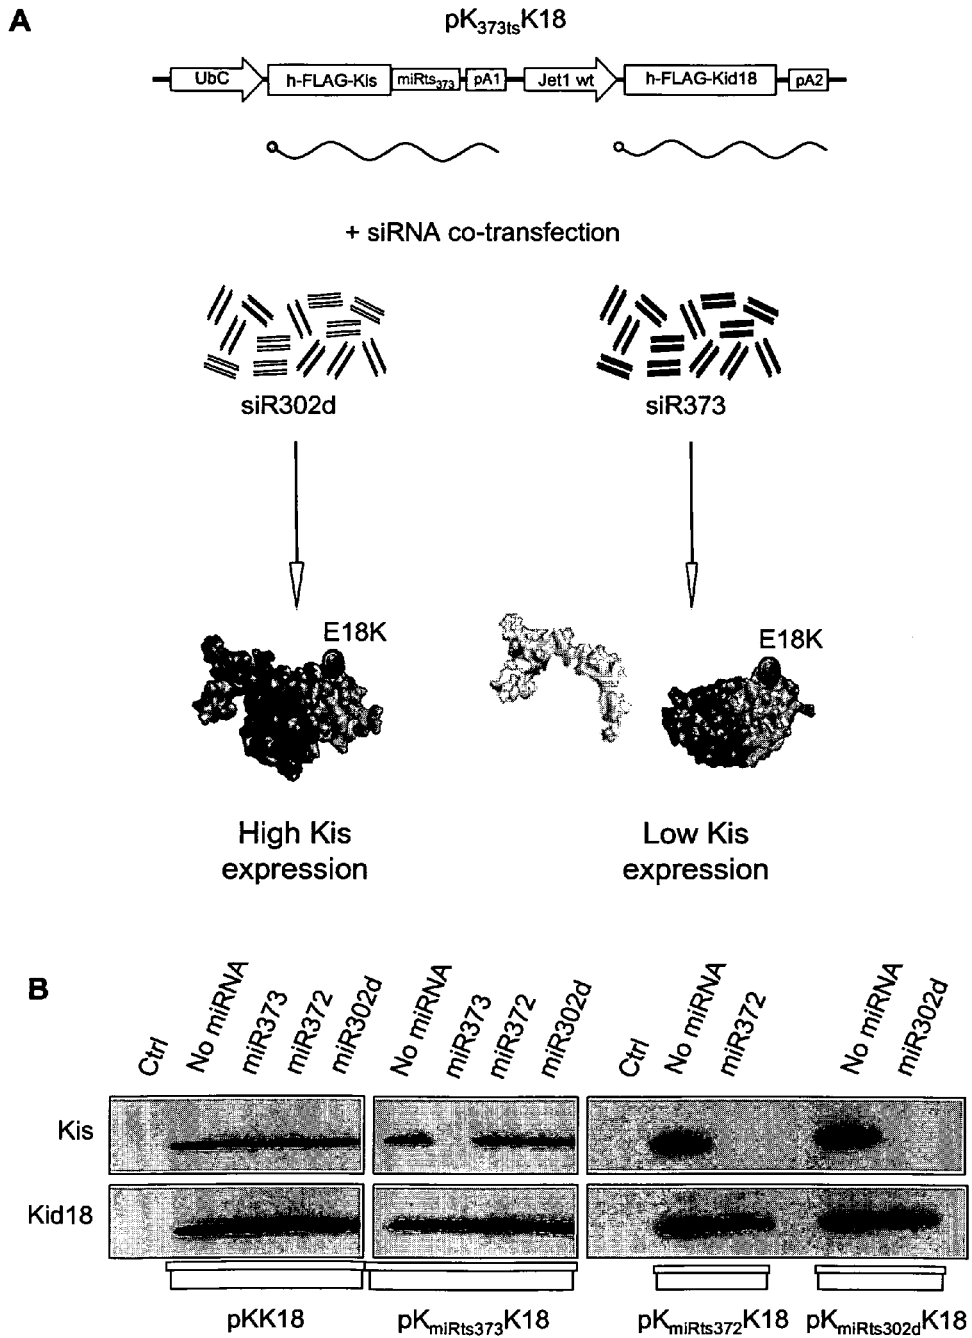 A
pK373tsK18
UbC h-FLAG-Kis miRts373 pA1 Jet1 wt h-FLAG-Kid18 pA2
+ siRNA co-transfection
siR302d siR373
E18K E18K
High Kis Low Kis
expression expression
B
Ctrl No miRNA miR373 miR372 miR302d No miRNA miR373 miR372 miR302d Ctrl No miRNA miR372 No miRNA miR302d
Kis
Kid18
pKK18 pKmiRts373K18 pKmiRts372K18 pKmiRts302dK18